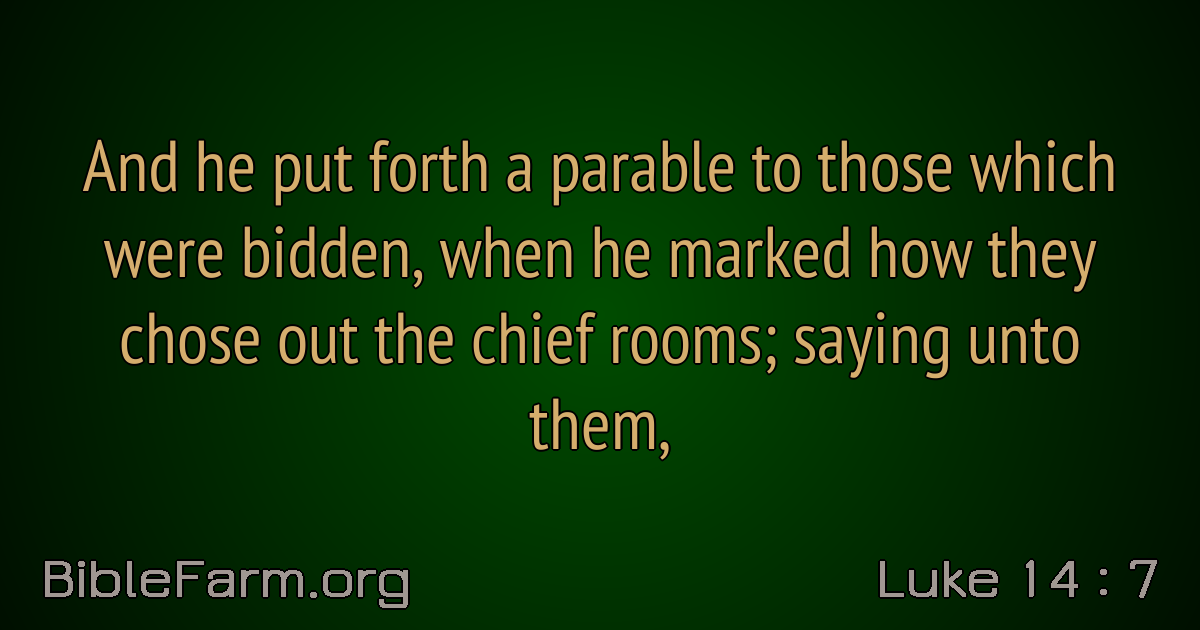 And he put forth a parable to those which
were bidden, when he marked how they
chose out the chief rooms; saying unto
them,
BibleFarm.org
Luke 14 : 7